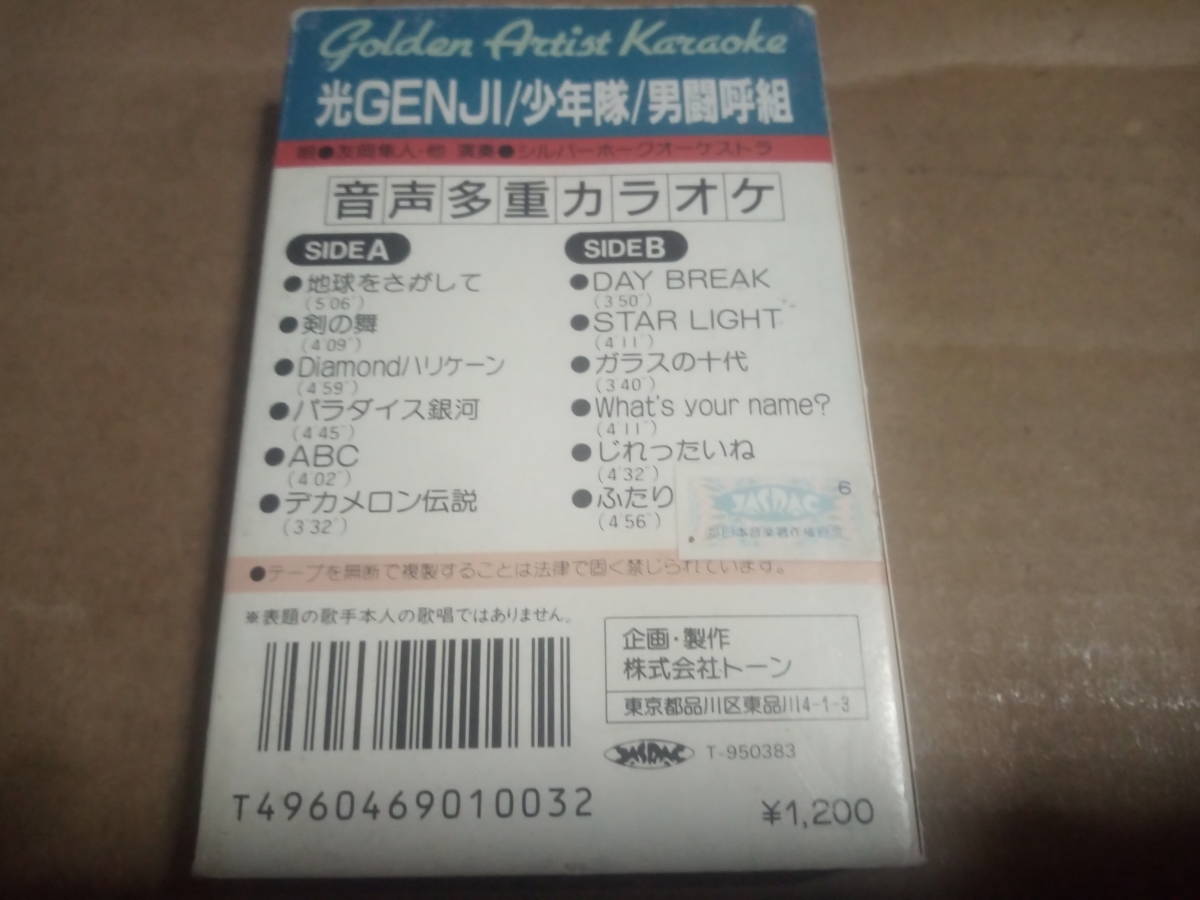 Golden Artist Karaoke
光GENJI/少年隊/男闘呼組
唄●友岡隼人・他 演奏●シルバーホークオーケストラ
音声多重カラオケ
SIDE A
●地球をさがして
(5'06")
●剣の舞
(4'09")
●Diamondハリケーン
(4'59")
●パラダイス銀河
(4'45")
●ABC
(4'02")
●デカメロン伝説
(3'32")
SIDE B
●DAY BREAK
(3'50")
●STAR LIGHT
(4'11")
●ガラスの十代
(3'40")
●What's your name?
(4'11")
●じれったいね
(4'32")
●ふたり
(4'56")
JASRAC
6
●テープを無断で複製することは法律で固く禁じられています。
※表題の歌手本人の歌唱ではありません。
企画・製作
株式会社トーン
東京都品川区東品川4-1-3
JASRAC T-950383
T4960469010032
¥1,200